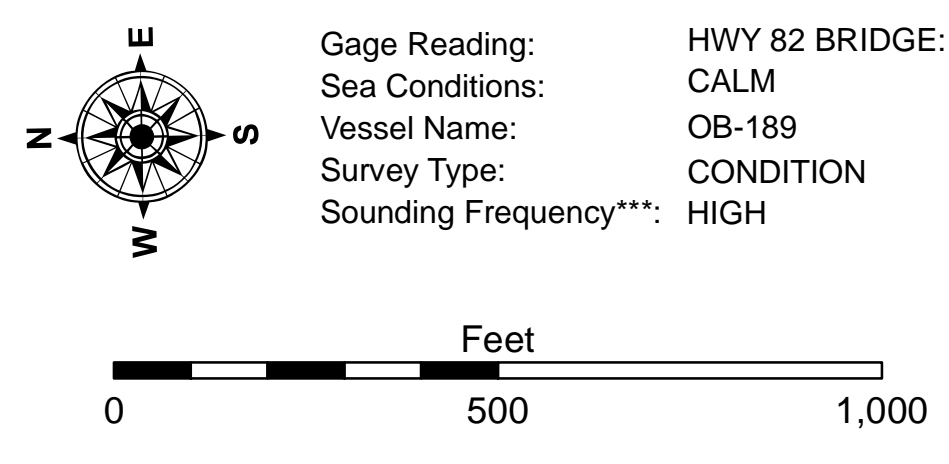 E
N
S
W
Gage Reading: HWY 82 BRIDGE:
Sea Conditions: CALM
Vessel Name: OB-189
Survey Type: CONDITION
Sounding Frequency***: HIGH
Feet
0 500 1,000